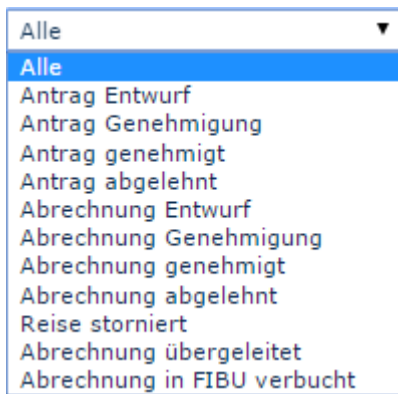 Alle
Alle
Antrag Entwurf
Antrag Genehmigung
Antrag genehmigt
Antrag abgelehnt
Abrechnung Entwurf
Abrechnung Genehmigung
Abrechnung genehmigt
Abrechnung abgelehnt
Reise storniert
Abrechnung übergeleitet
Abrechnung in FIBU verbucht